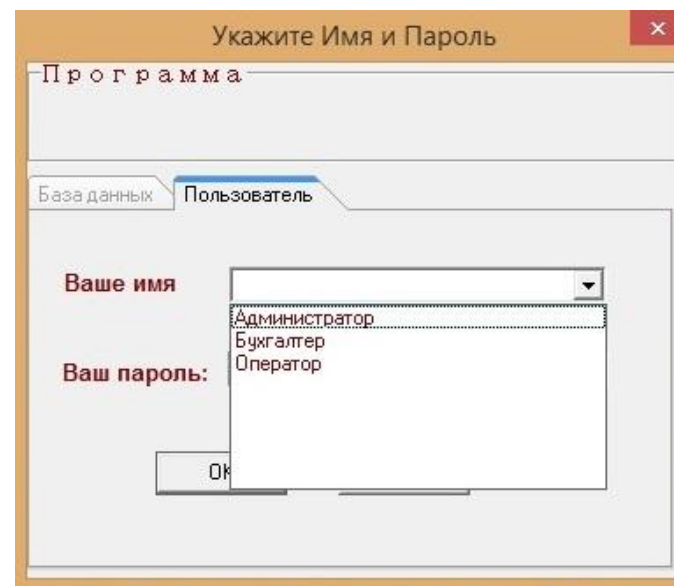 Укажите Имя и Пароль
Программа
База данных Пользователь
Ваше имя
Администратор
Бухгалтер
Оператор
Ваш пароль: